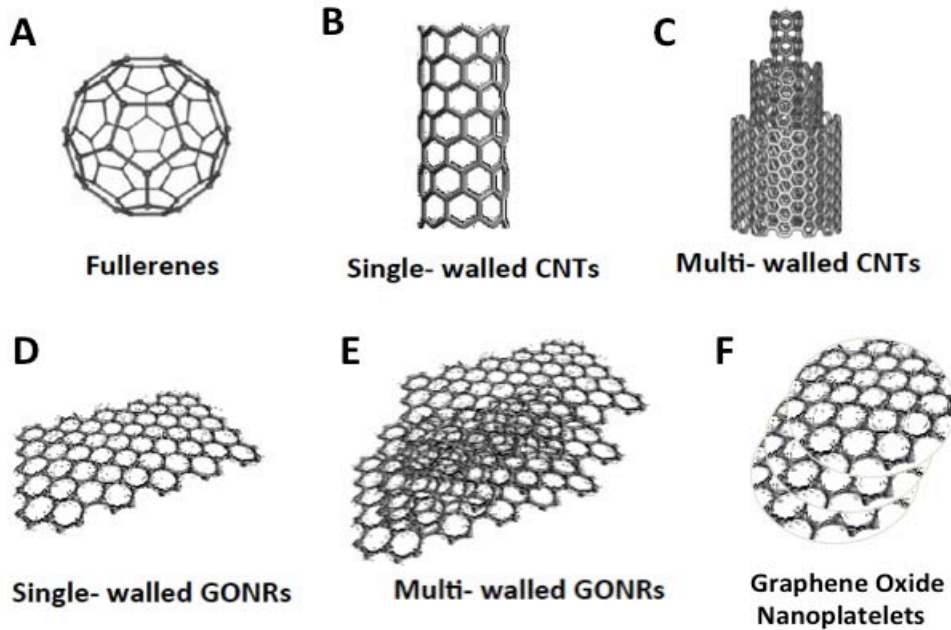 A
B
C
Fullerenes
Single- walled CNTs
Multi- walled CNTs
D
E
F
Single- walled GONRs
Multi- walled GONRs
Graphene Oxide
Nanoplatelets